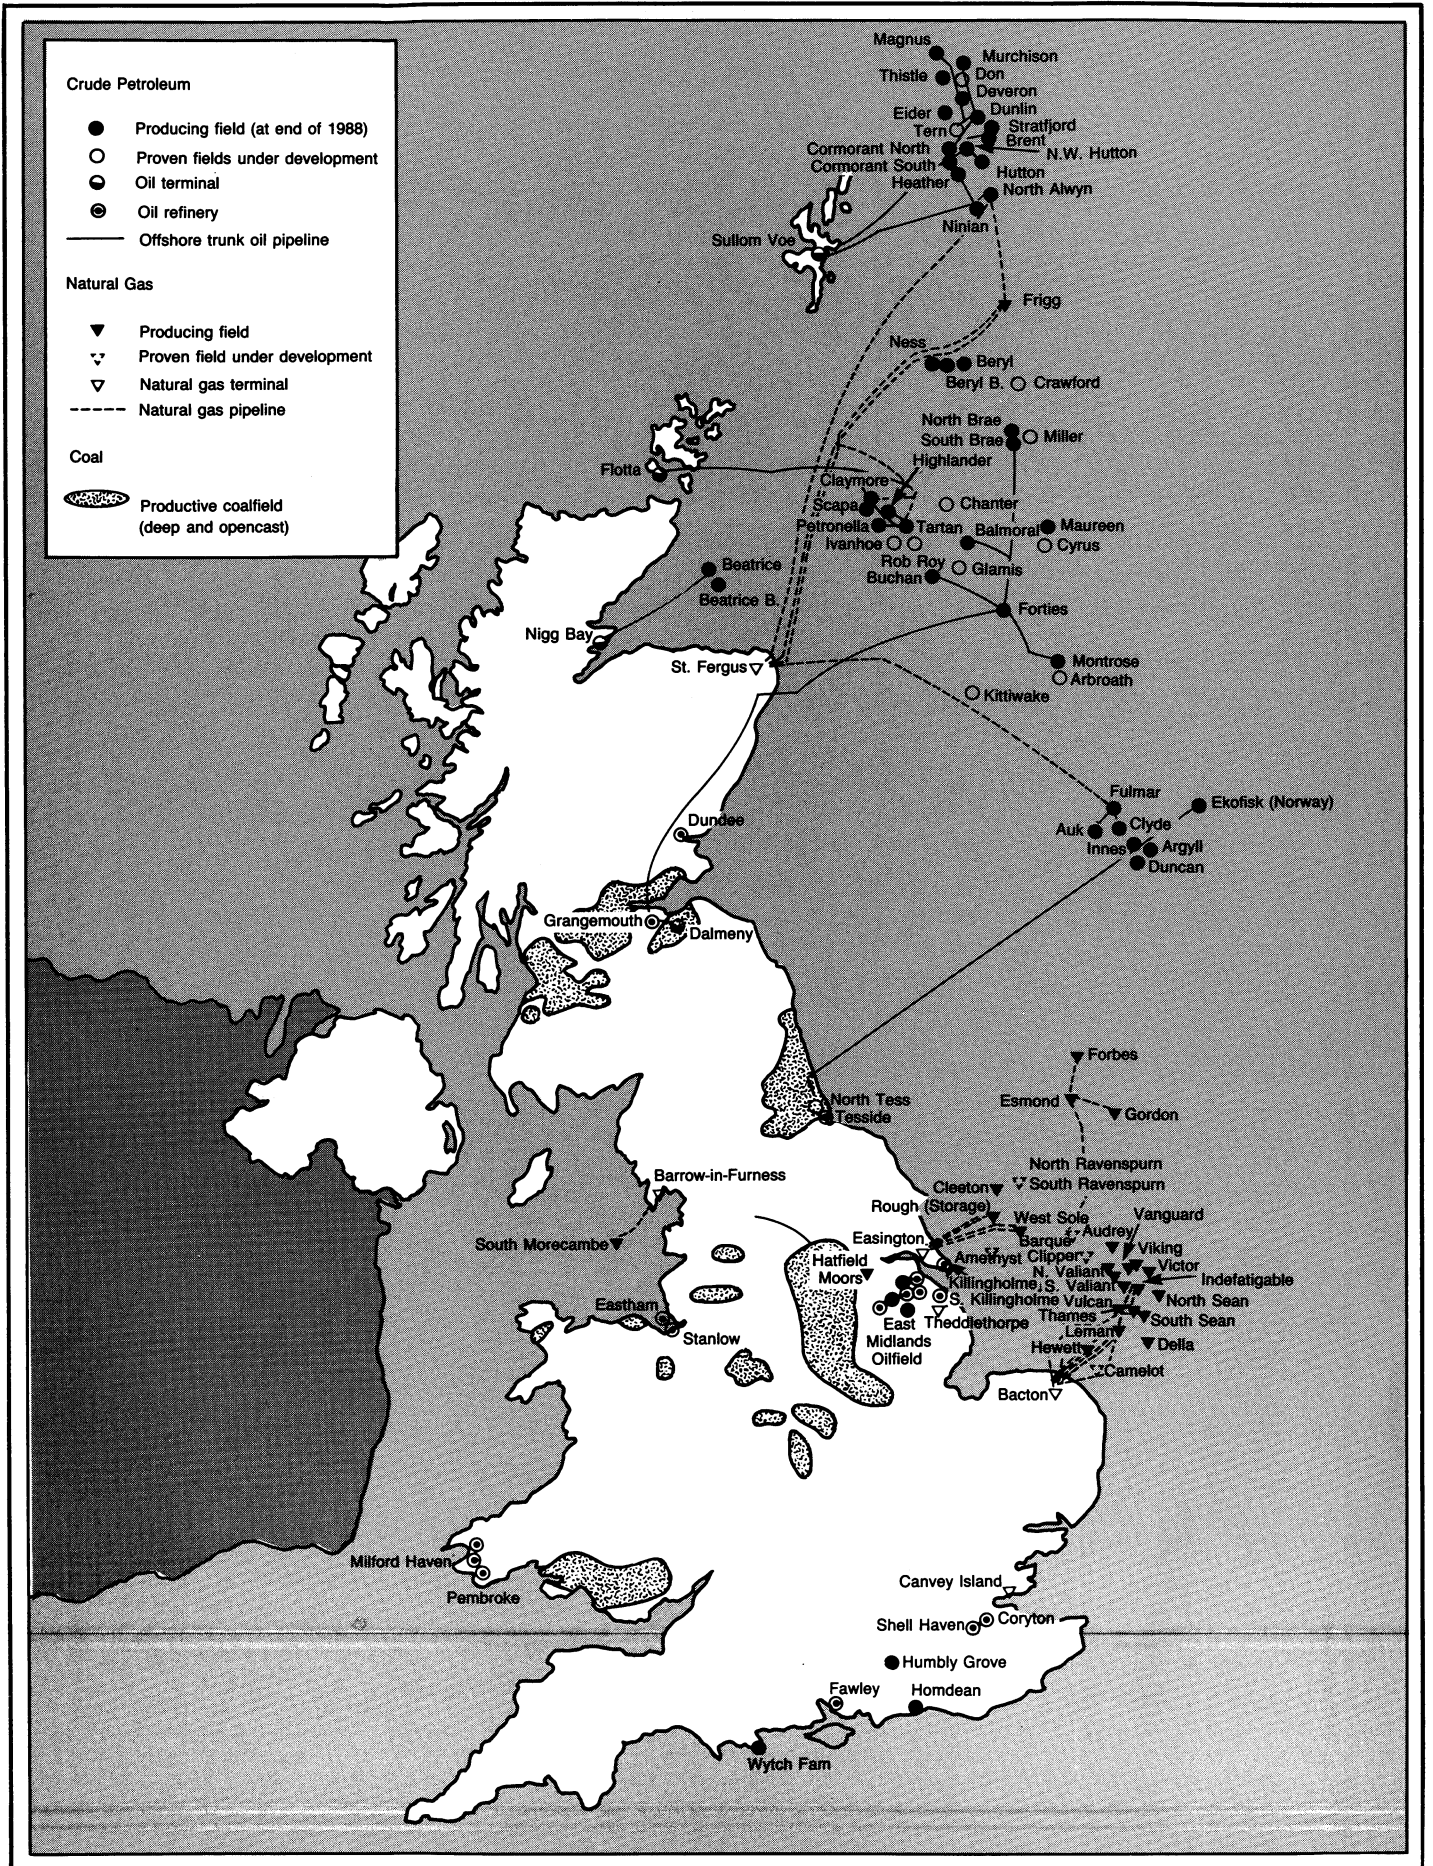 Crude Petroleum
Producing field (at end of 1988)
Proven fields under development
Oil terminal
Oil refinery
Offshore trunk oil pipeline
Natural Gas
Producing field
Proven field under development
Natural gas terminal
Natural gas pipeline
Coal
Productive coalfield
(deep and opencast)
Magnus
Murchison
Thistle
Don
Deveron
Eider
Dunlin
Tern
Stratfjord
Brent
Cormorant North
N.W. Hutton
Cormorant South
Hutton
Heather
North Alwyn
Ninian
Sullom Voe
Frigg
Ness
Beryl
Beryl B.
Crawford
North Brae
South Brae
Miller
Highlander
Flotta
Claymore
Scapa
Chanter
Petronella
Tartan
Balmoral
Maureen
Ivanhoe
Cyrus
Rob Roy
Glamis
Buchan
Beatrice
Beatrice B.
Forties
Nigg Bay
St. Fergus
Montrose
Arbroath
Kittiwake
Fulmar
Ekofisk (Norway)
Auk
Clyde
Innes
Argyll
Duncan
Dundee
Grangemouth
Dalmeny
Forbes
Esmond
Gordon
North Tess
Tesside
North Ravenspurn
South Ravenspurn
Barrow-in-Furness
Cleeton
Rough (Storage)
West Sole
Vanguard
Easington
Barque
Audrey
South Morecambe
Viking
Hatfield
Moors
Amethyst
Clipper
Victor
N. Valiant
Indefatigable
Killingholme
S. Valiant
S. Killingholme
Vulcan
North Sean
Eastham
East
Midlands
Oilfield
Theddlethorpe
Thames
South Sean
Stanlow
Leman
Hewett
Della
Camelot
Bacton
Milford Haven
Pembroke
Canvey Island
Coryton
Shell Haven
Humbly Grove
Fawley
Horndean
Wytch Farn